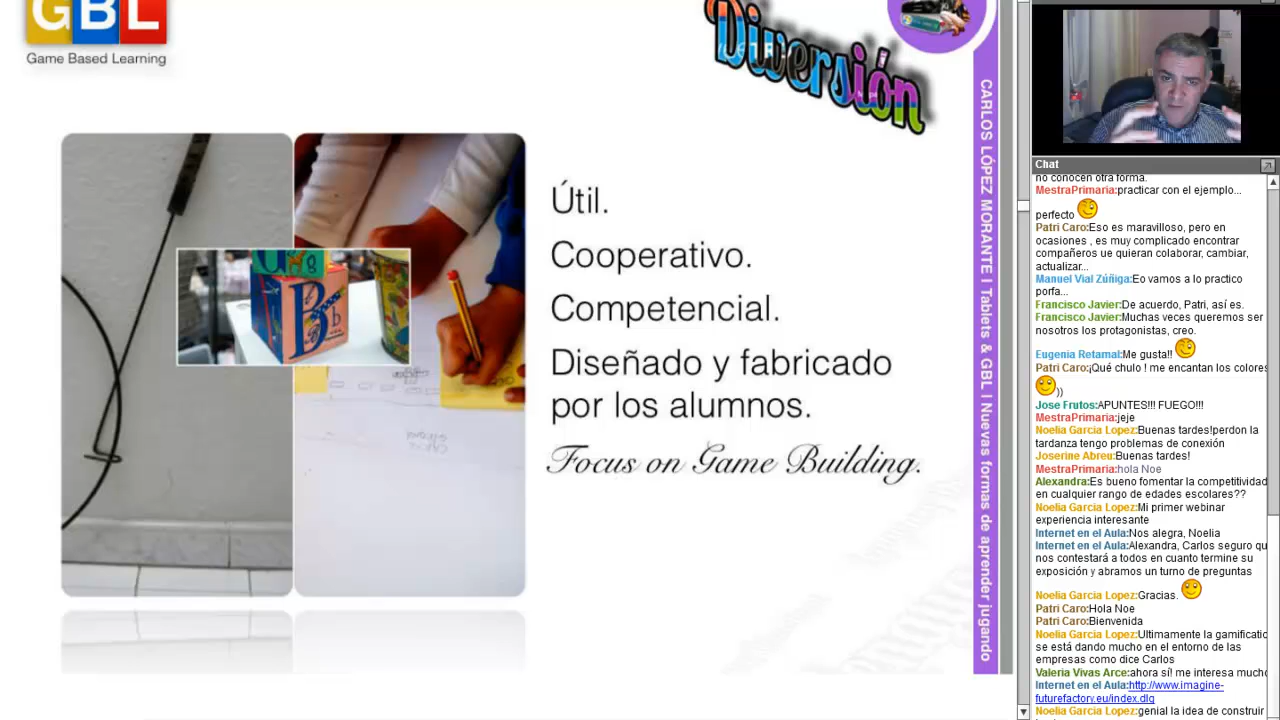 GBL
Game Based Learning
Diversión
Útil.
Cooperativo.
Competencial.
Diseñado y fabricado
por los alumnos.
Focus on Game Building.
CARLOS LÓPEZ MORANTE I Tablets & GBL I Nuevas formas de aprender jugando
Chat
no conocen otra forma.
MestraPrimaria:practicar con el ejemplo...
perfecto
Patri Caro:Eso es maravilloso, pero en
ocasiones , es muy complicado encontrar
compañeros ue quieran colaborar, cambiar,
actualizar...
Manuel Vial Zúñiga:Eo vamos a lo practico
porfa...
Francisco Javier:De acuerdo, Patri, así es.
Francisco Javier:Muchas veces queremos ser
nosotros los protagonistas, creo.
Eugenia Retamal:Me gusta!!
Patri Caro:¡Qué chulo ! me encantan los colores
))
Jose Frutos:APUNTES!!! FUEGO!!!
MestraPrimaria:jeje
Noelia Garcia Lopez:Buenas tardes!perdon la
tardanza tengo problemas de conexión
Joserine Abreu:Buenas tardes!
MestraPrimaria:hola Noe
Alexandra:Es bueno fomentar la competitividad
en cualquier rango de edades escolares??
Noelia Garcia Lopez:Mi primer webinar
experiencia interesante
Internet en el Aula:Nos alegra, Noelia
Internet en el Aula:Alexandra, Carlos seguro qu
nos contestará a todos en cuanto termine su
exposición y abramos un turno de preguntas
Noelia Garcia Lopez:Gracias.
Patri Caro:Hola Noe
Patri Caro:Bienvenida
Noelia Garcia Lopez:Ultimamente la gamificatio
se está dando mucho en el entorno de las
empresas como dice Carlos
Valeria Vivas Arce:ahora sí! me interesa mucho
Internet en el Aula:http://www.imagine-
futurefactory.eu/index.dlg
Noelia Garcia Lopez:genial la idea de construir